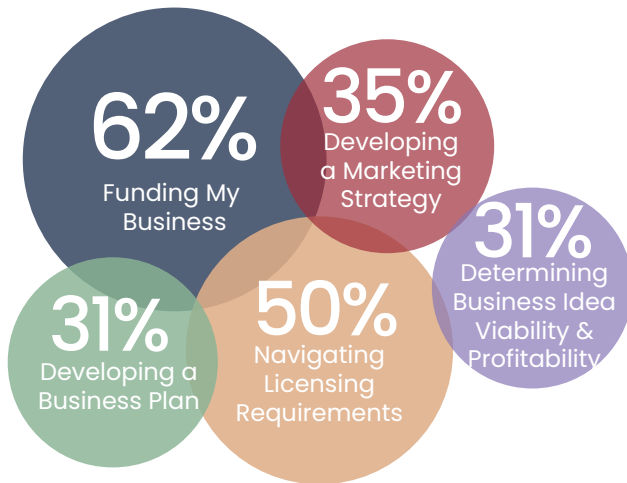 62%
Funding My
Business
35%
Developing
a Marketing
Strategy
31%
Determining
Business Idea
Viability &
Profitability
31%
Developing a
Business Plan
50%
Navigating
Licensing
Requirements